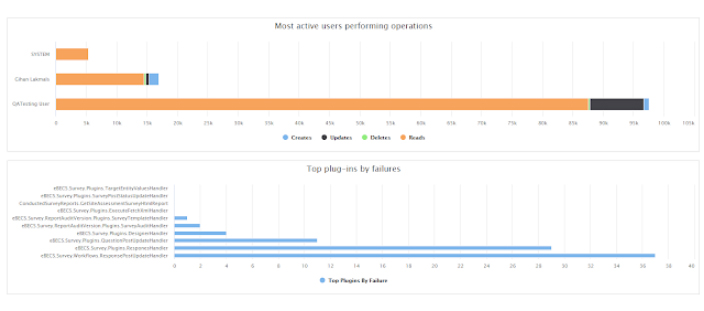 Most active users performing operations
SYSTEM
Cihan Lakmais
QATesting User
0 5k 10k 15k 20k 25k 30k 35k 40k 45k 50k 55k 60k 65k 70k 75k 80k 85k 90k 95k 100k 105k
Creates Updates Deletes Reads
Top plug-ins by failures
eBECS.Survey.Plugins.TargetEntityValuesHandler
eBECS.Survey.Plugins.SurveyPostStatusUpdateHandler
ConductedSurveyReports.GetSiteAssessmentSurveyHtmlReport
eBECS.Survey.Plugins.ExecuteFetchXmlHandler
eBECS.Survey.ReportAuditVersion.Plugins.SurveyTemplateHandler
eBECS.Survey.ReportAuditVersion.Plugins.SurveyAuditHandler
eBECS.Survey.Plugins.DesignerHandler
eBECS.Survey.Plugins.QuestionPostUpdateHandler
eBECS.Survey.Plugins.ResponseHandler
eBECS.Survey.Workflows.ResponsePostUpdateHandler
0 2 4 6 8 10 12 14 16 18 20 22 24 26 28 30 32 34 36 38 40
Top Plugins By Failure